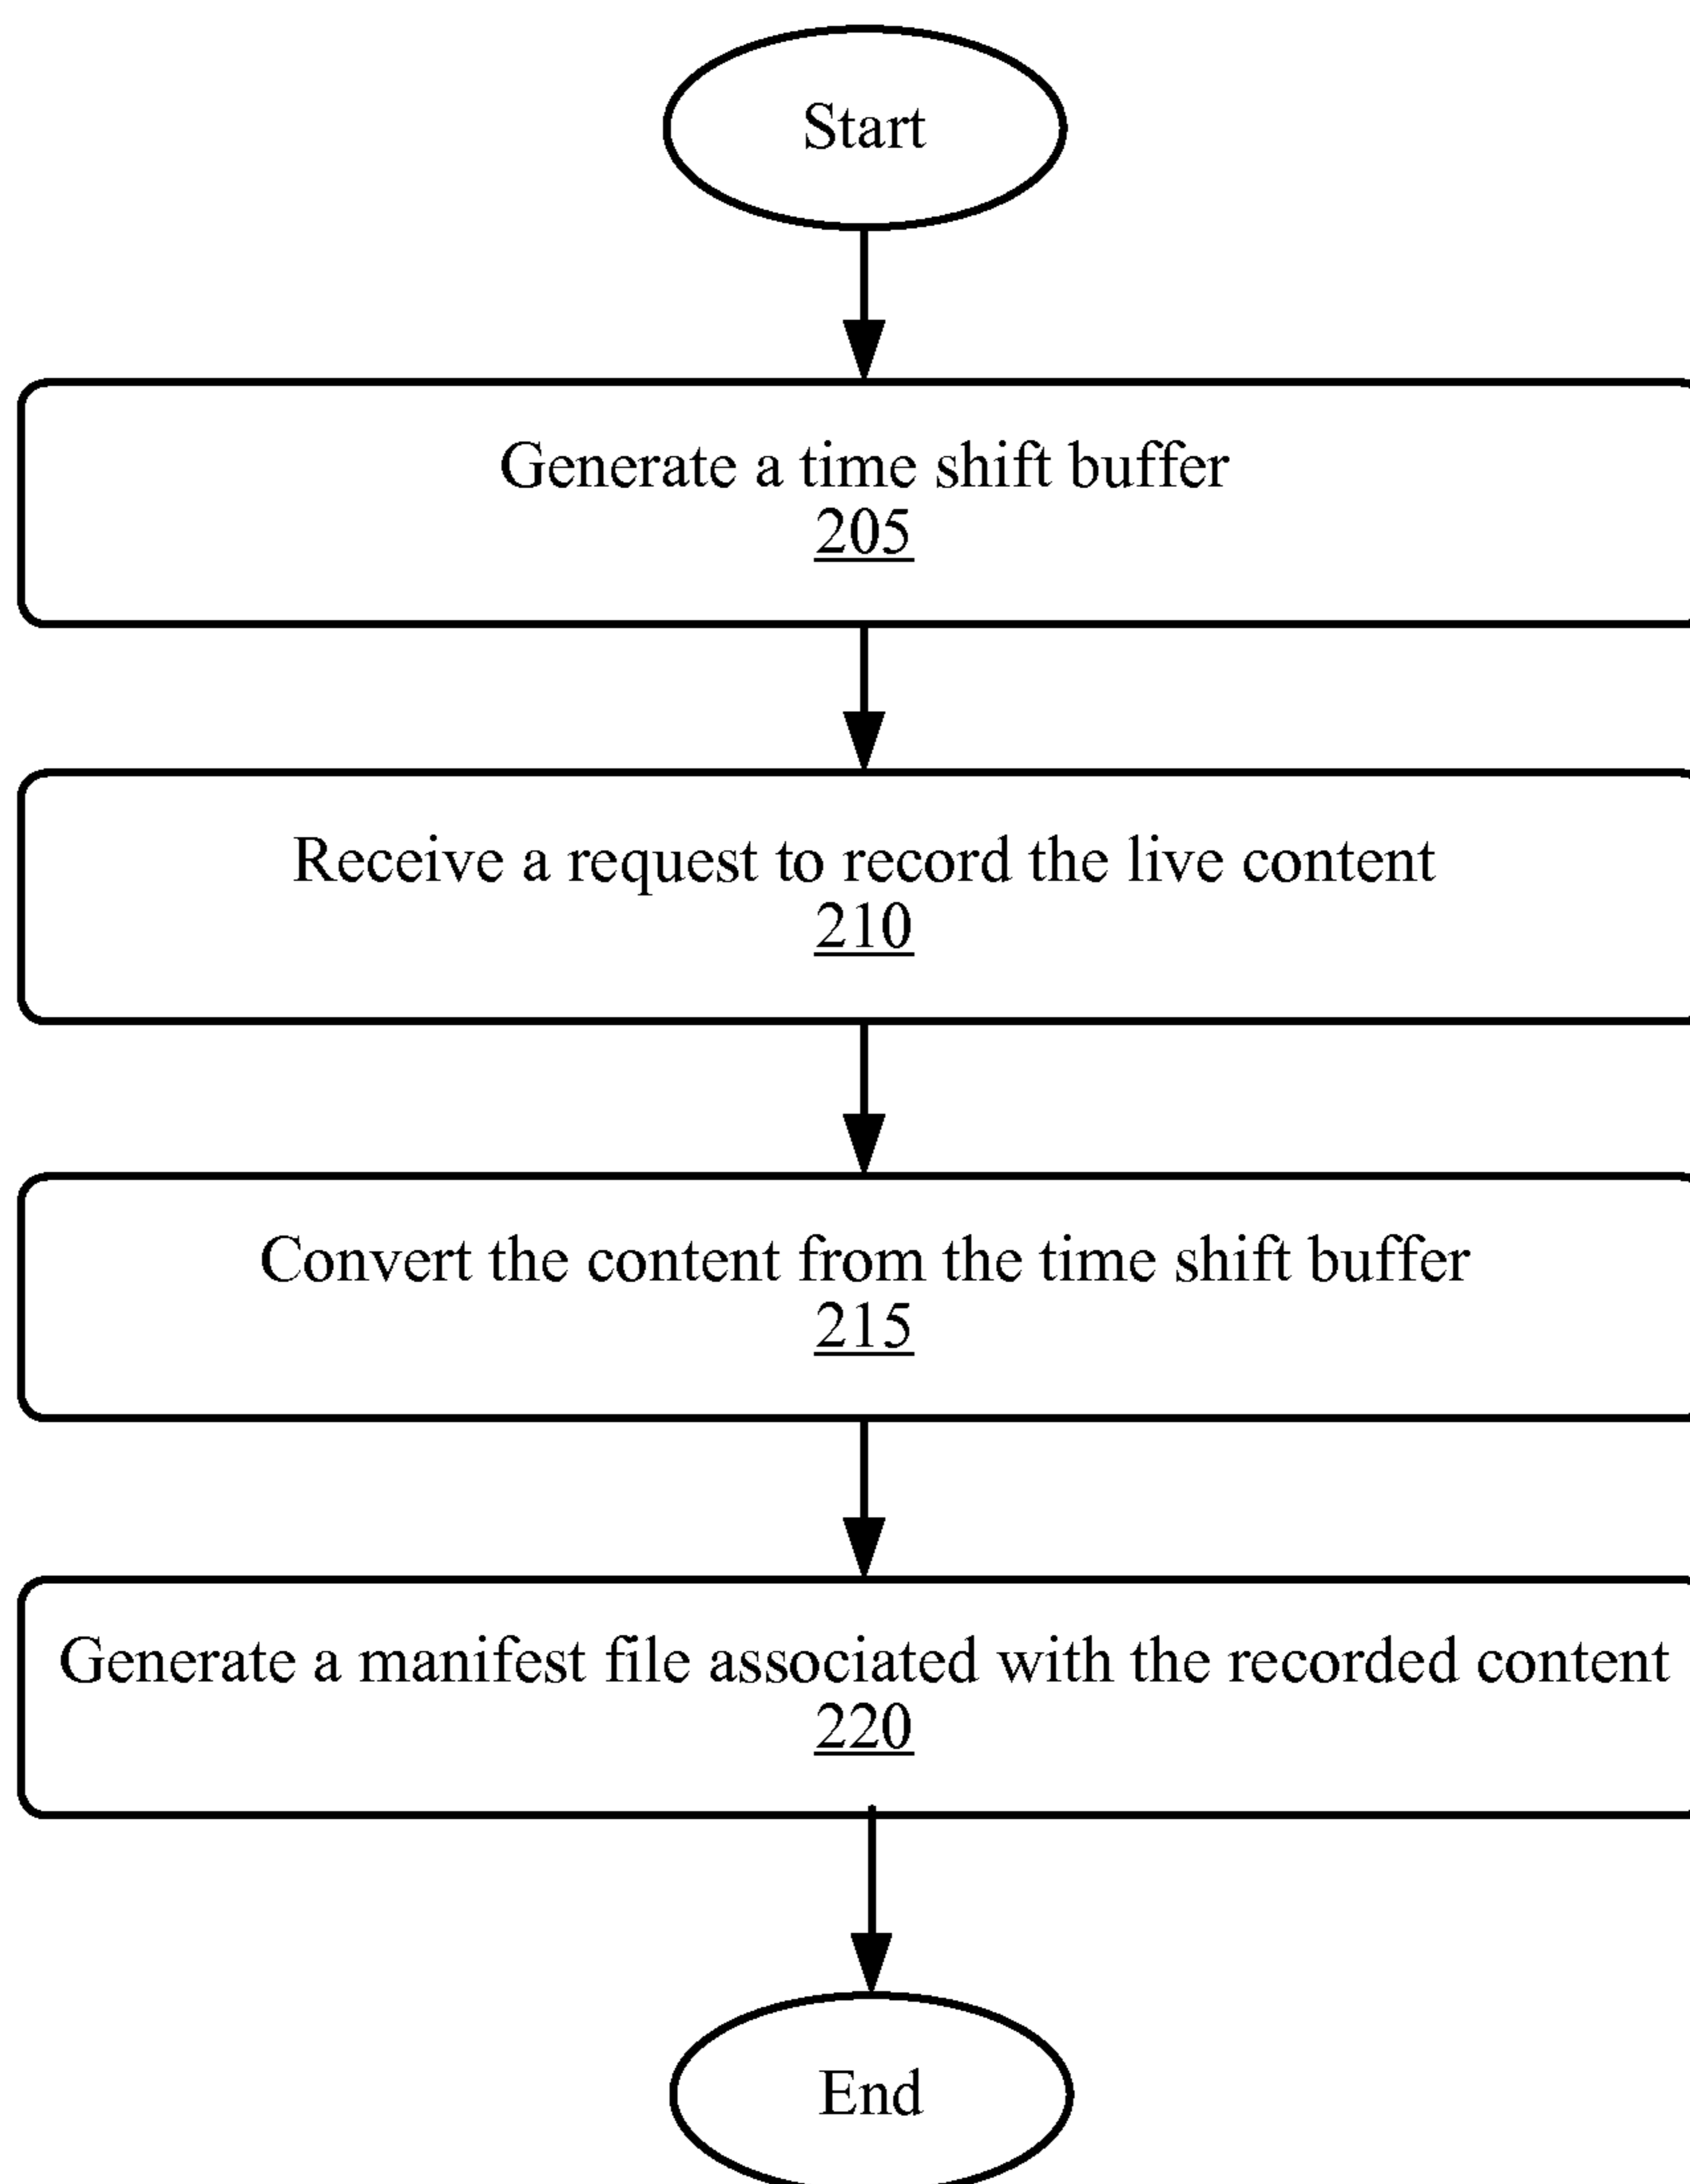 Start
Generate a time shift buffer
205
Receive a request to record the live content
210
Convert the content from the time shift buffer
215
Generate a manifest file associated with the recorded content
220
End